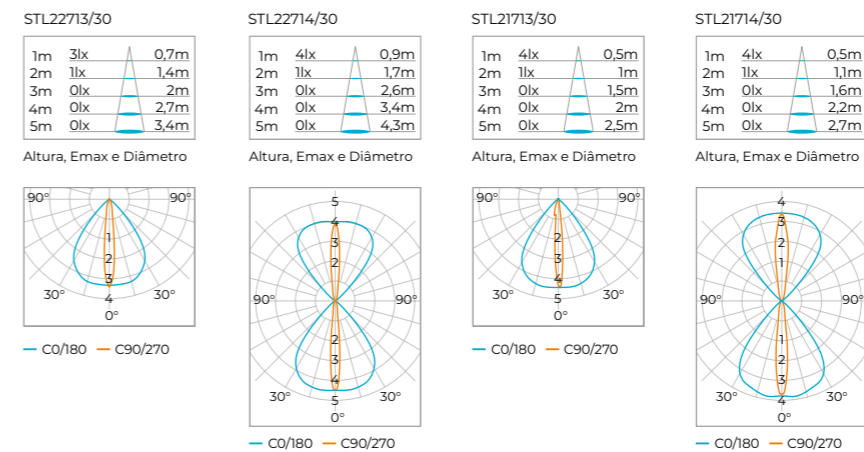 STL22713/30
1m 3lx 0,7m
2m 1lx 1,4m
3m 0lx 2m
4m 0lx 2,7m
5m 0lx 3,4m
Altura, Emax e Diâmetro
90° 90°
1
2
3
30° 4 30°
0°
C0/180 C90/270
STL22714/30
1m 4lx 0,9m
2m 1lx 1,7m
3m 0lx 2,6m
4m 0lx 3,4m
5m 0lx 4,3m
Altura, Emax e Diâmetro
5
4
3
2
90° 90°
2
3
4
30° 5 30°
0°
C0/180 C90/270
STL21713/30
1m 4lx 0,5m
2m 1lx 1m
3m 0lx 1,5m
4m 0lx 2m
5m 0lx 2,5m
Altura, Emax e Diâmetro
90° 90°
2
3
4
30° 5 30°
0°
C0/180 C90/270
STL21714/30
1m 4lx 0,5m
2m 1lx 1,1m
3m 0lx 1,6m
4m 0lx 2,2m
5m 0lx 2,7m
Altura, Emax e Diâmetro
4
3
2
1
90° 90°
1
2
3
30° 4 30°
0°
C0/180 C90/270